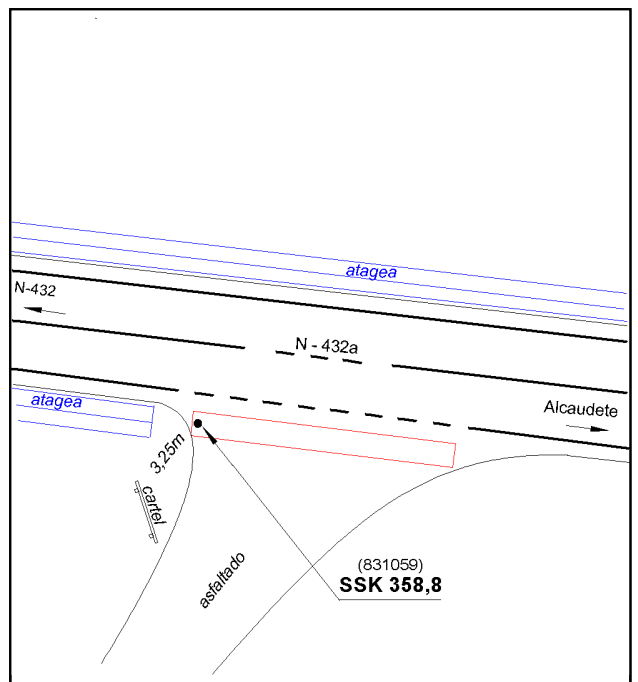 atagea
N-432
N - 432a
atagea
Alcaudete
3,25m
cartel
asfaltado
(831059)
SSK 358,8